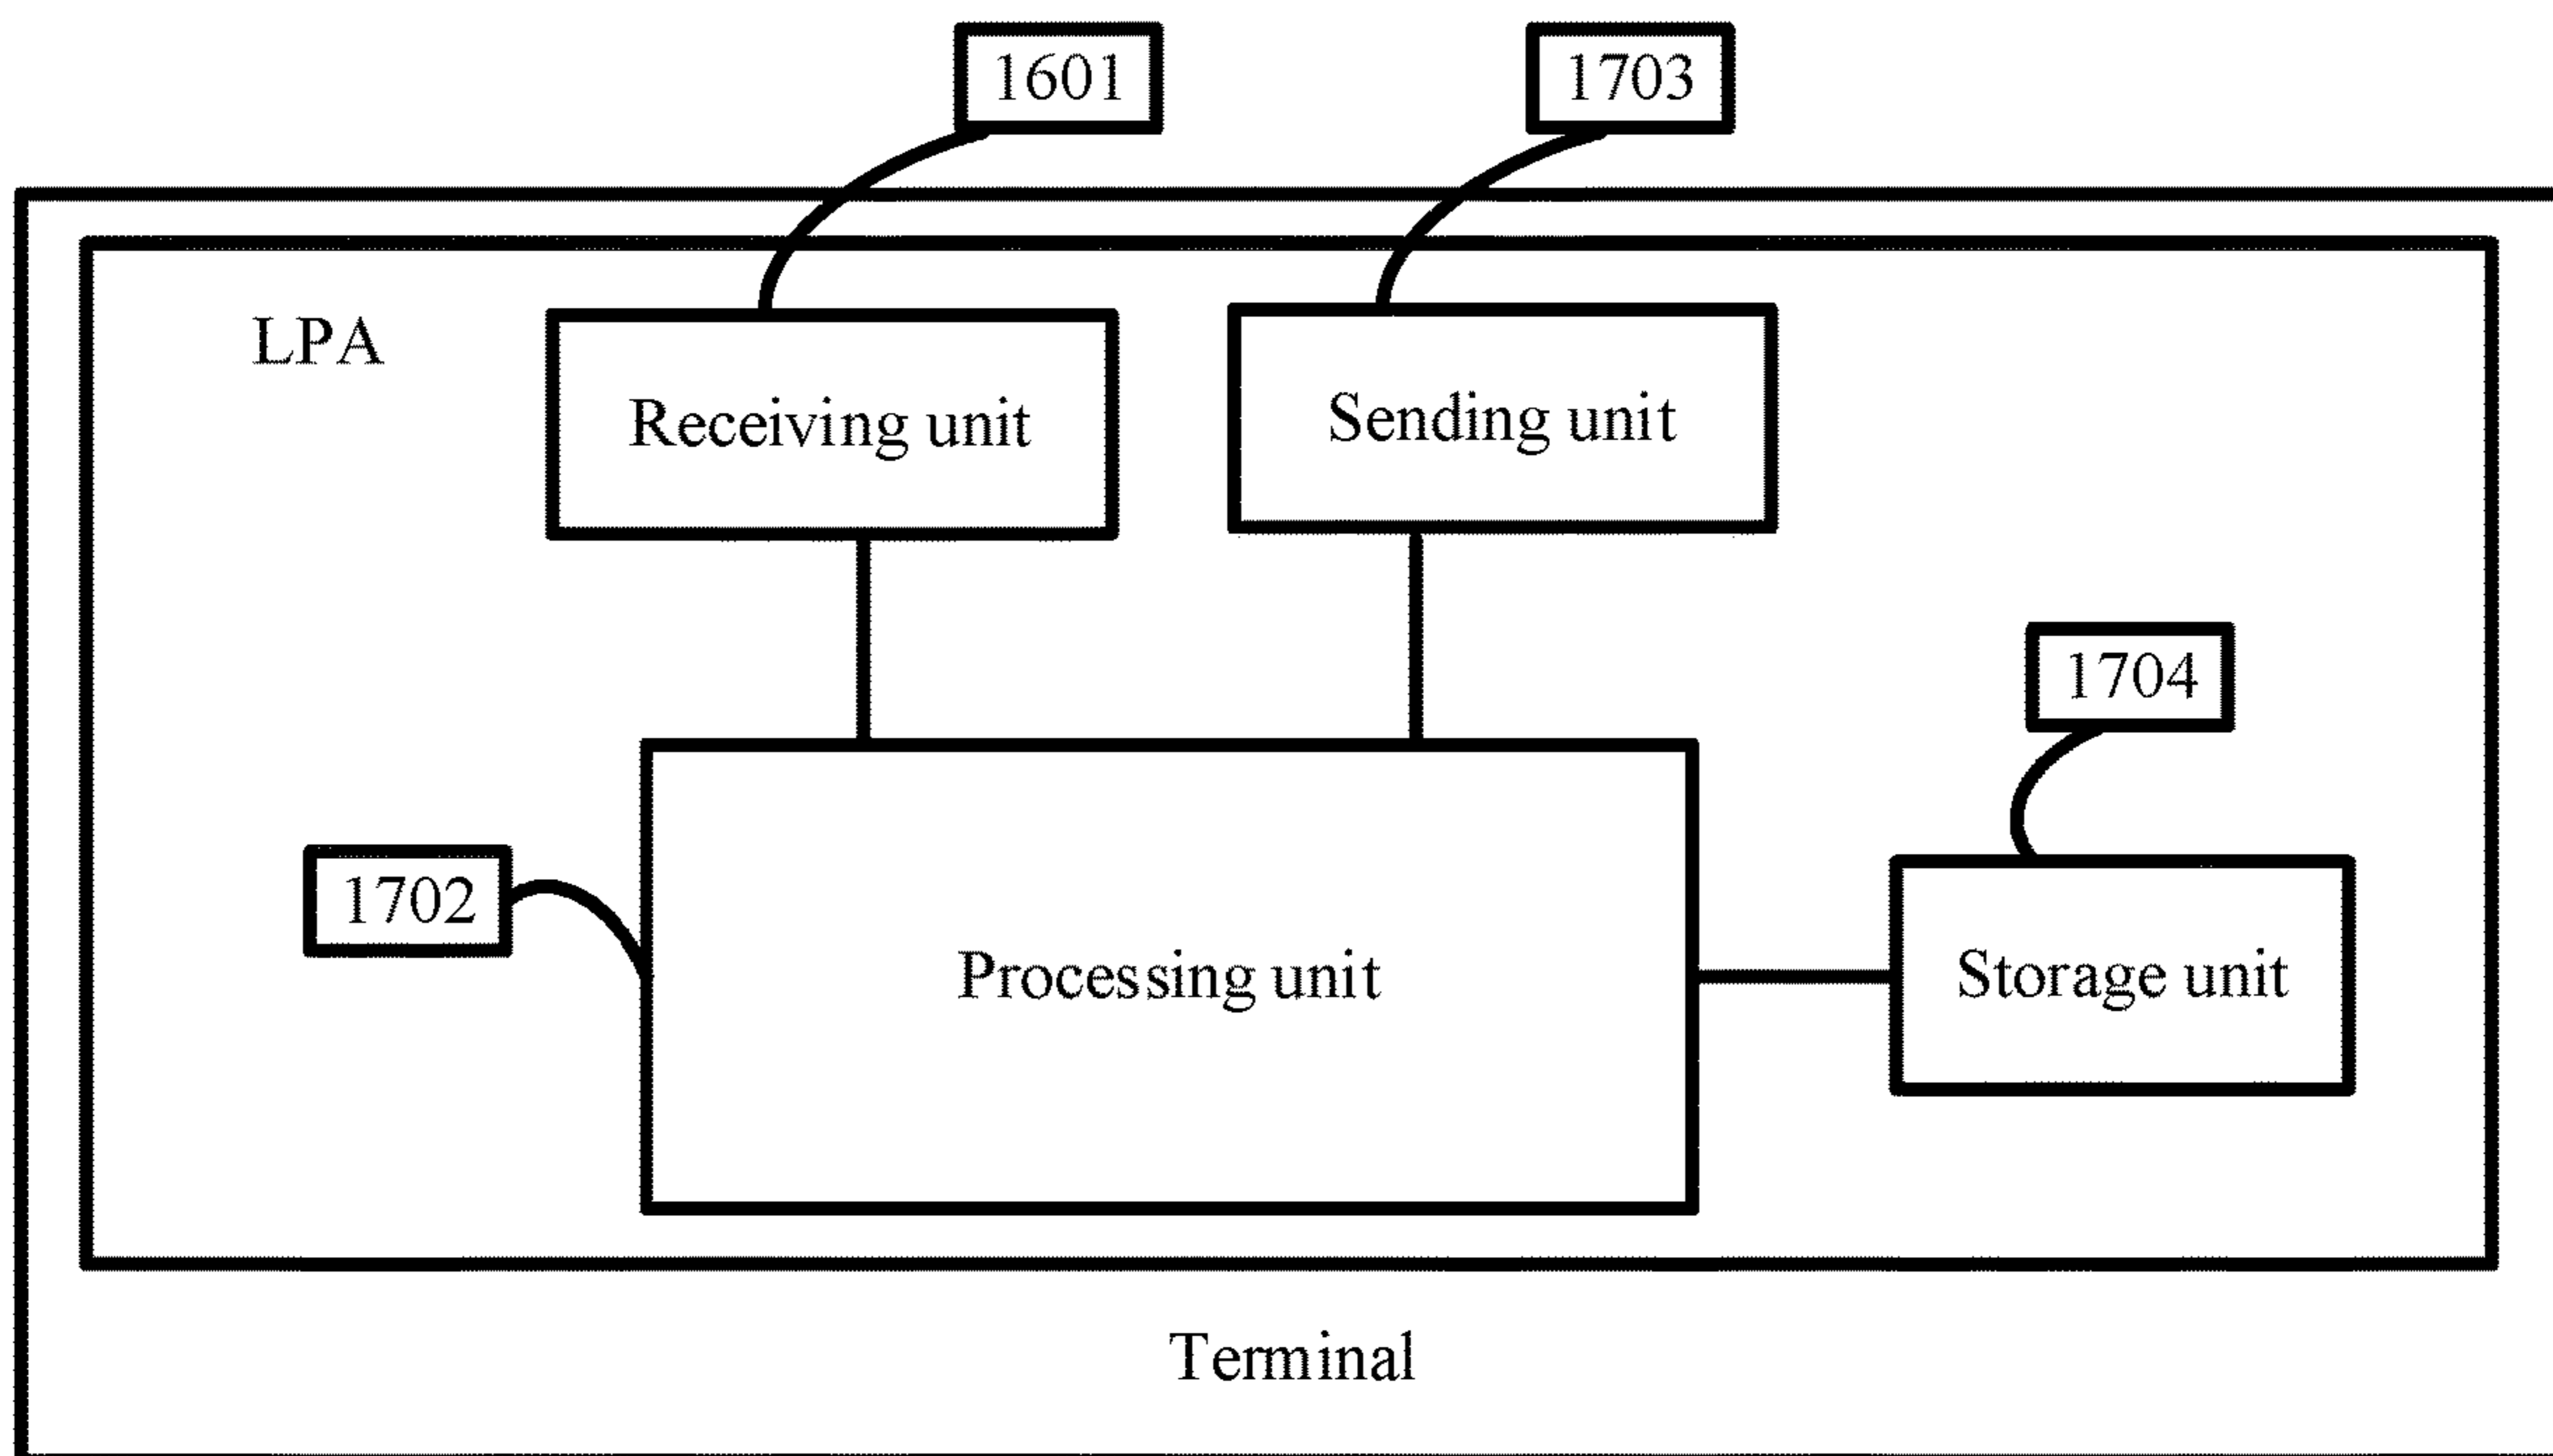 1601
1703
LPA
Receiving unit
Sending unit
1704
1702
Processing unit
Storage unit
Terminal